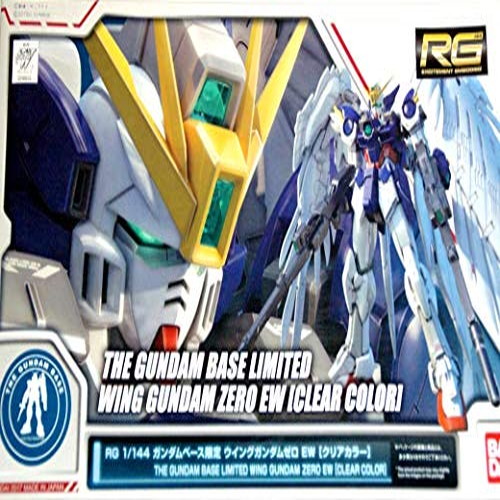 RG
THE GUNDAM BASE LIMITED
WING GUNDAM ZERO EW [CLEAR COLOR]
THE GUNDAM BASE
RG 1/144 ガンダムベース限定 ウイングガンダムゼロ EW【クリアカラー】
THE GUNDAM BASE LIMITED WING GUNDAM ZERO EW [CLEAR COLOR]
2017 MADE IN JAPAN